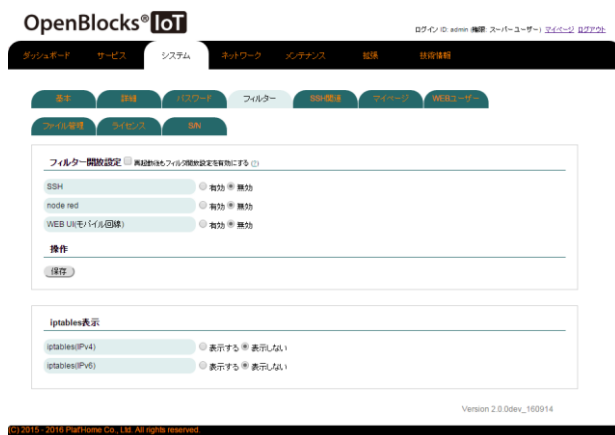 OpenBlocks® IoT
ログイン ID: admin (権限: スーパーユーザー) マイページ ログアウト
ダッシュボード サービス システム ネットワーク メンテナンス 拡張 技術情報
基本 詳細 パスワード フィルター SSH関連 マイページ WEBユーザー
ファイル管理 ライセンス S/N
フィルター開放設定 再起動後もフィルタ開放設定を有効にする (?)
SSH 有効 無効
node red 有効 無効
WEB UI(モバイル回線) 有効 無効
操作
保存
iptables表示
iptables(IPv4) 表示する 表示しない
iptables(IPv6) 表示する 表示しない
Version 2.0.0dev_160914
(C) 2015 - 2016 Plat'Home Co., Ltd. All rights reserved.